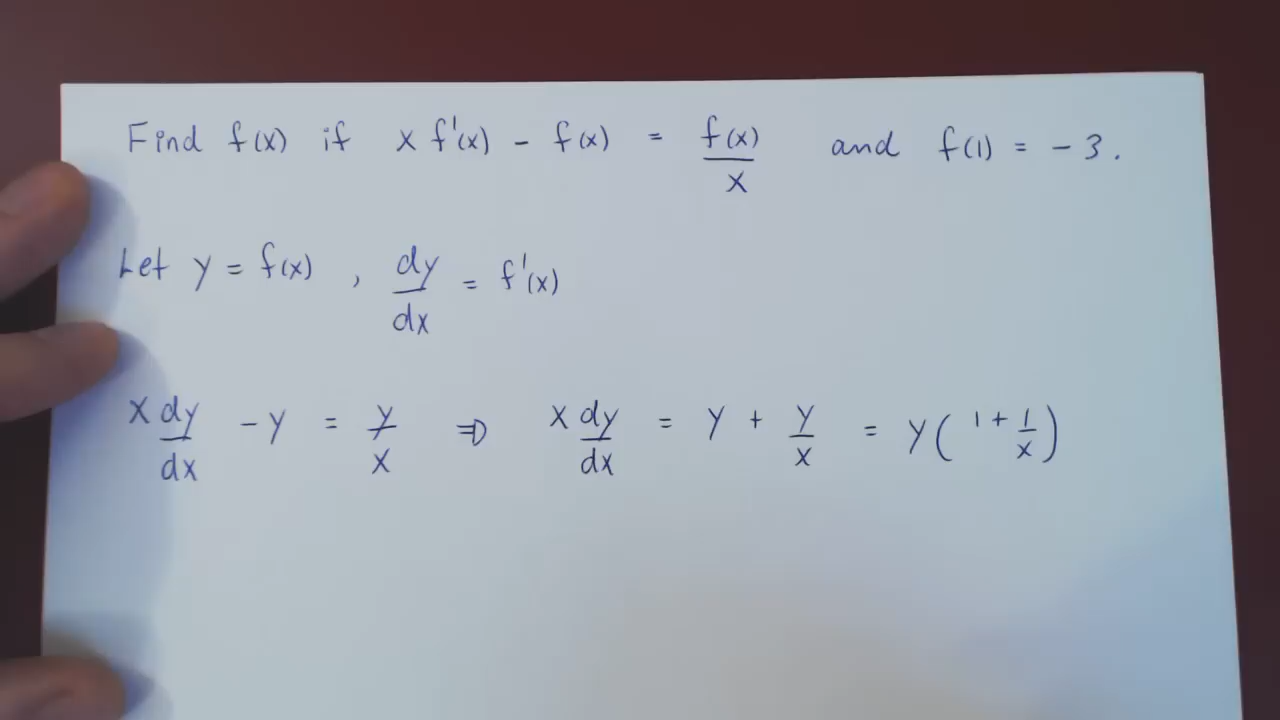 Find f(x) if x f'(x) - f(x) = f(x)/x and f(1) = -3.
Let y = f(x), dy/dx = f'(x)
x dy/dx - y = y/x ⇒ x dy/dx = y + y/x = y(1 + 1/x)